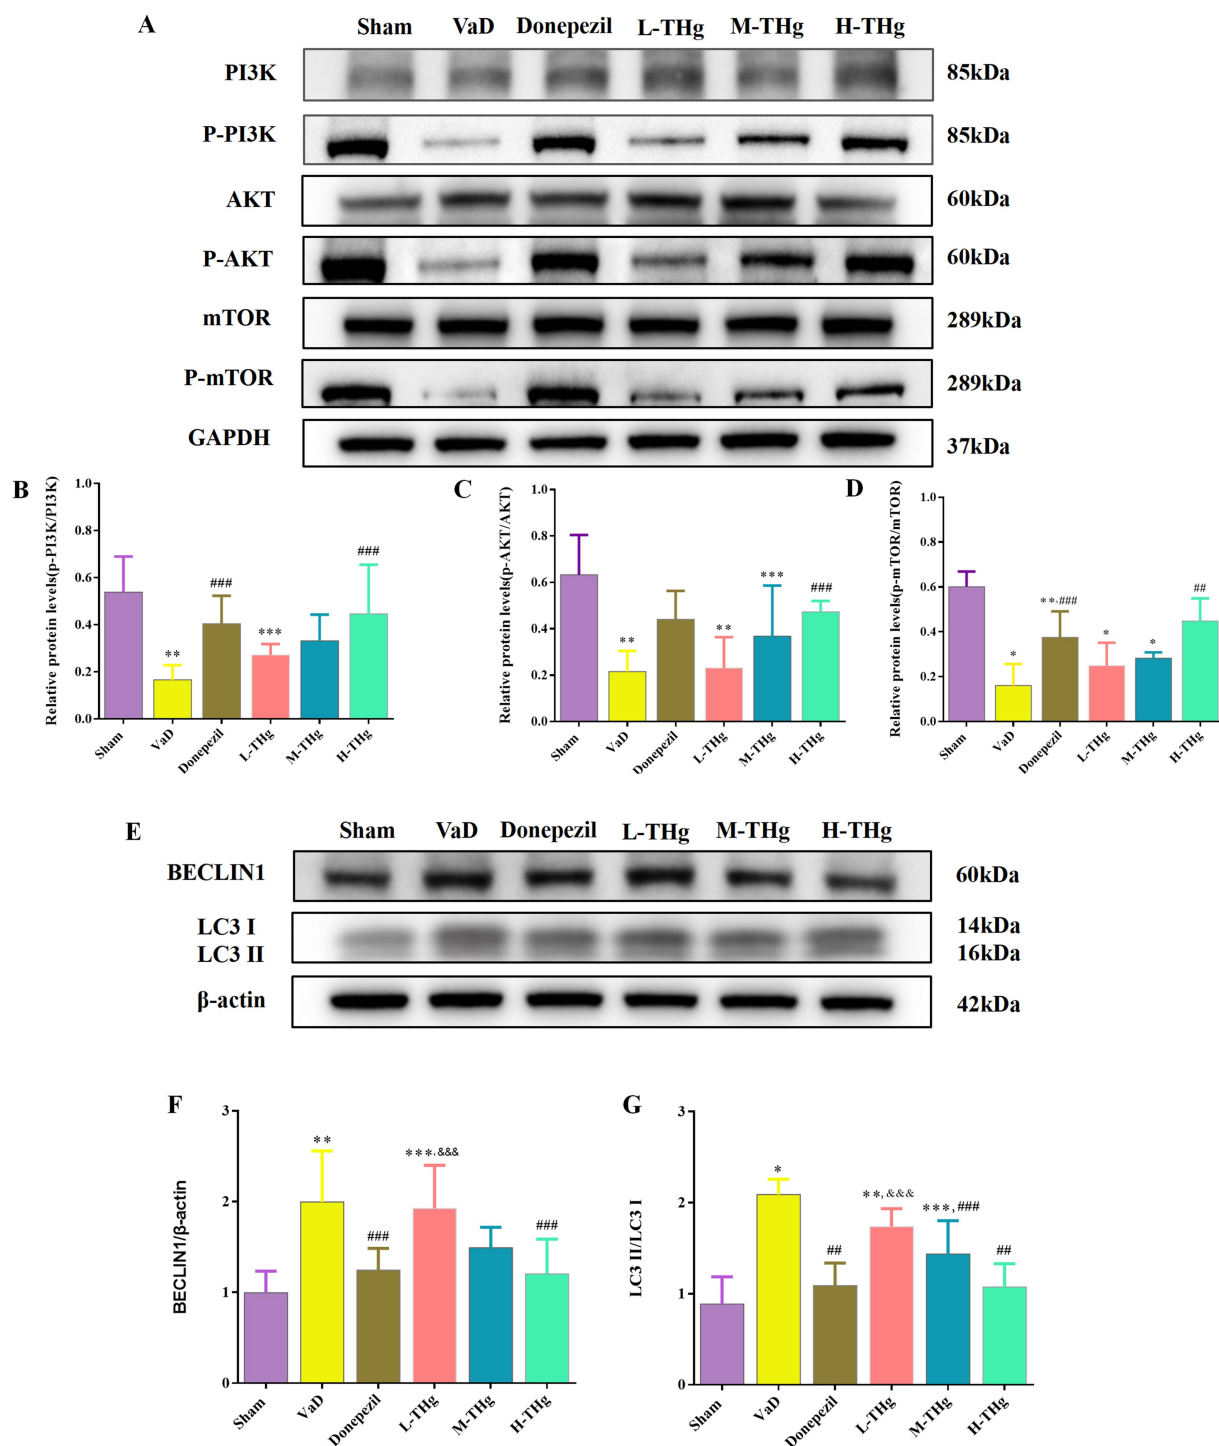 A
Sham VaD Donepezil L-THg M-THg H-THg
PI3K 85kDa
P-PI3K 85kDa
AKT 60kDa
P-AKT 60kDa
mTOR 289kDa
P-mTOR 289kDa
GAPDH 37kDa
B
Relative protein levels(p-PI3K/PI3K)
1.0
0.8
0.6
0.4
0.2
0.0
###
###
**
***
Sham VaD Donepezil L-THg M-THg H-THg
C
Relative protein levels(p-AKT/AKT)
1.0
0.8
0.6
0.4
0.2
0.0
***
###
**
**
Sham VaD Donepezil L-THg M-THg H-THg
D
Relative protein levels(p-mTOR/mTOR)
1.0
0.8
0.6
0.4
0.2
0.0
##
**,###
*
*
*
Sham VaD Donepezil L-THg M-THg H-THg
E
Sham VaD Donepezil L-THg M-THg H-THg
BECLIN1 60kDa
LC3 I 14kDa
LC3 II 16kDa
β-actin 42kDa
F
BECLIN1/β-actin
3
2
1
0
**
***,&&&
###
###
Sham VaD Donepezil L-THg M-THg H-THg
G
LC3 II/LC3 I
3
2
1
0
*
**,&&&
***,###
##
##
Sham VaD Donepezil L-THg M-THg H-THg